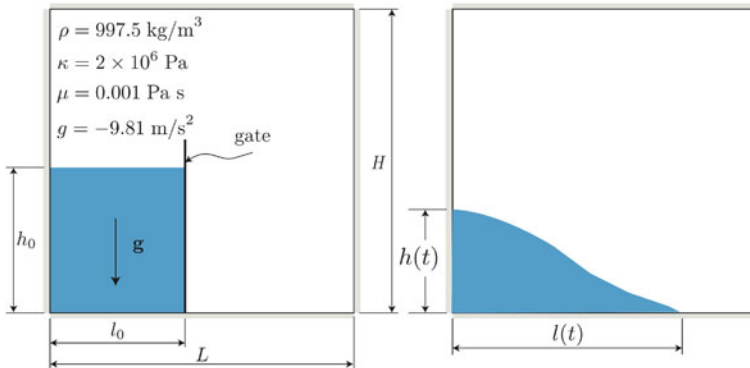 ρ = 997.5 kg/m³
κ = 2 × 10⁶ Pa
μ = 0.001 Pa s
g = −9.81 m/s²
gate
h₀
g
l₀
L
H
h(t)
l(t)